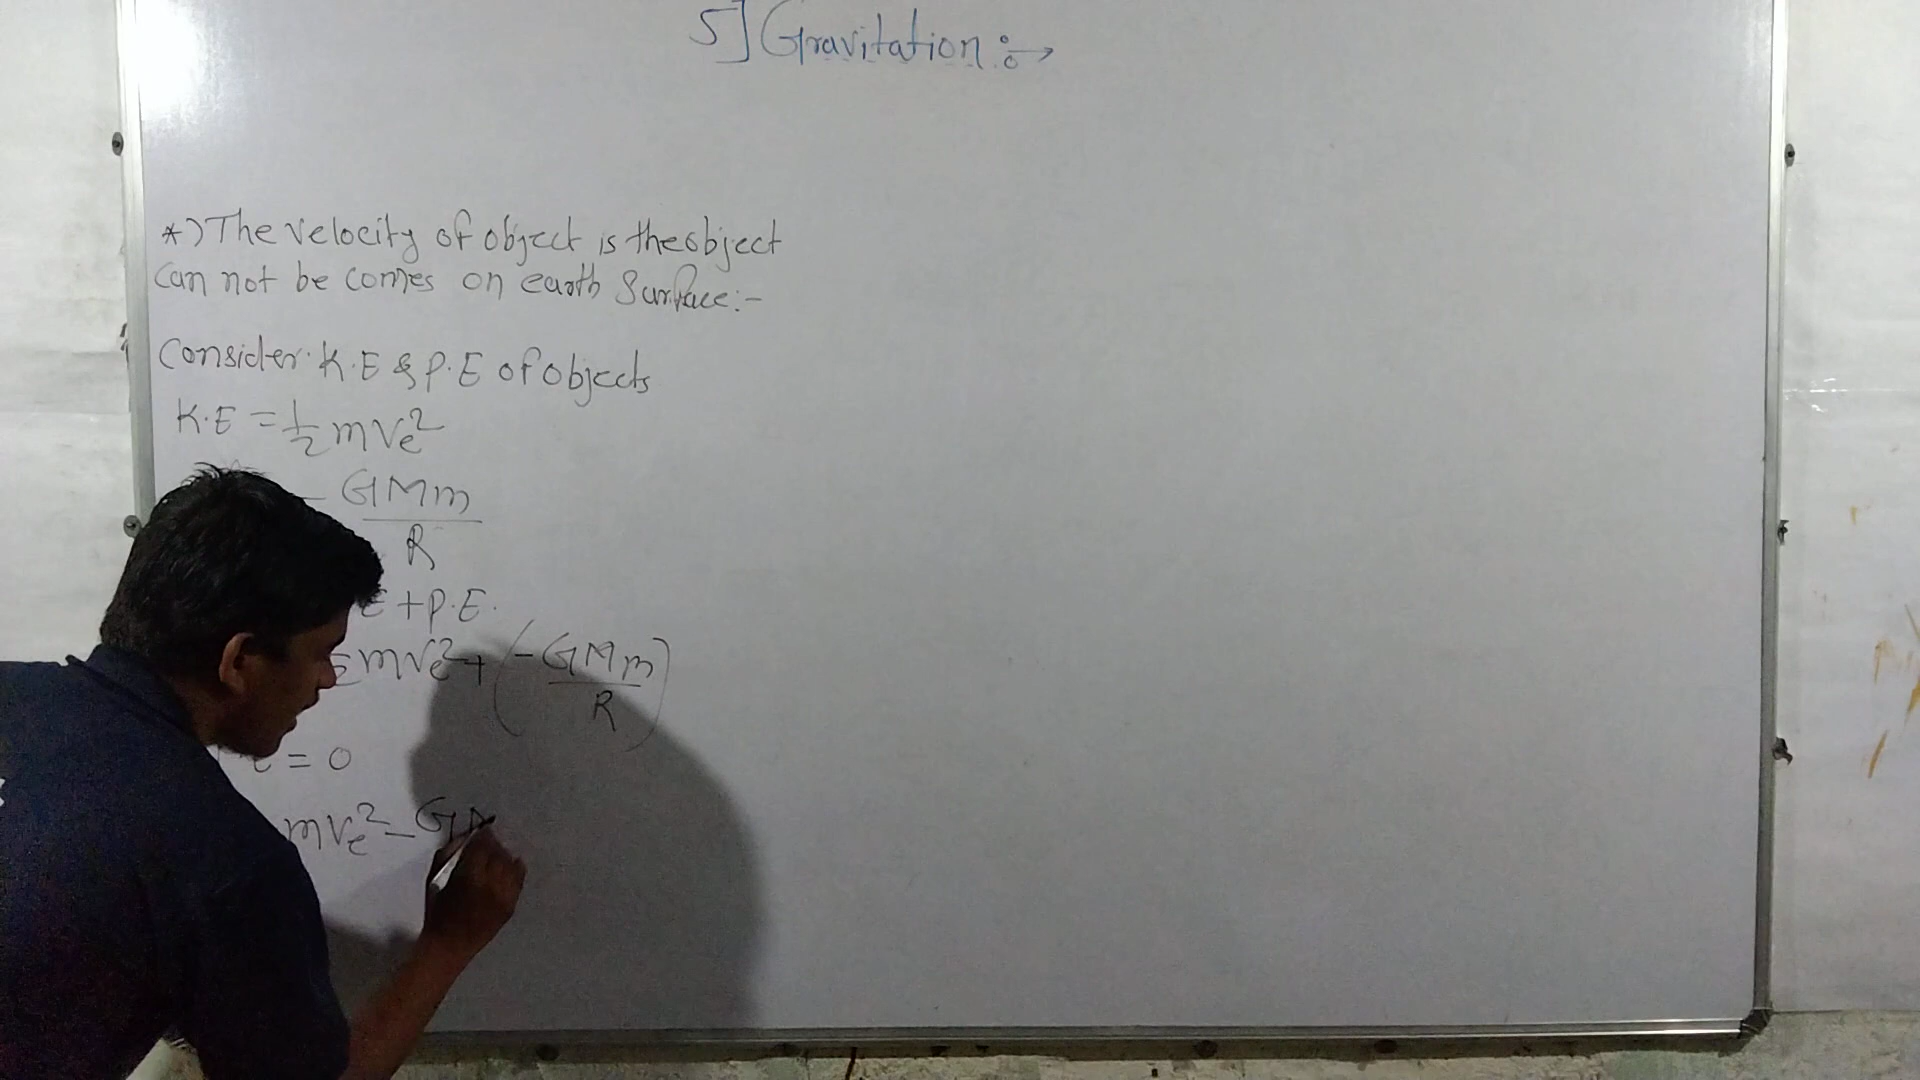 5] Gravitation :→
*) The velocity of object is the object
can not be comes on earth Surface:-
Consider K.E & P.E of objects
K.E = 1/2 mVe²
- GMm/R
E + P.E.
mVe² + (-GMm/R)
= 0
mVe² - G